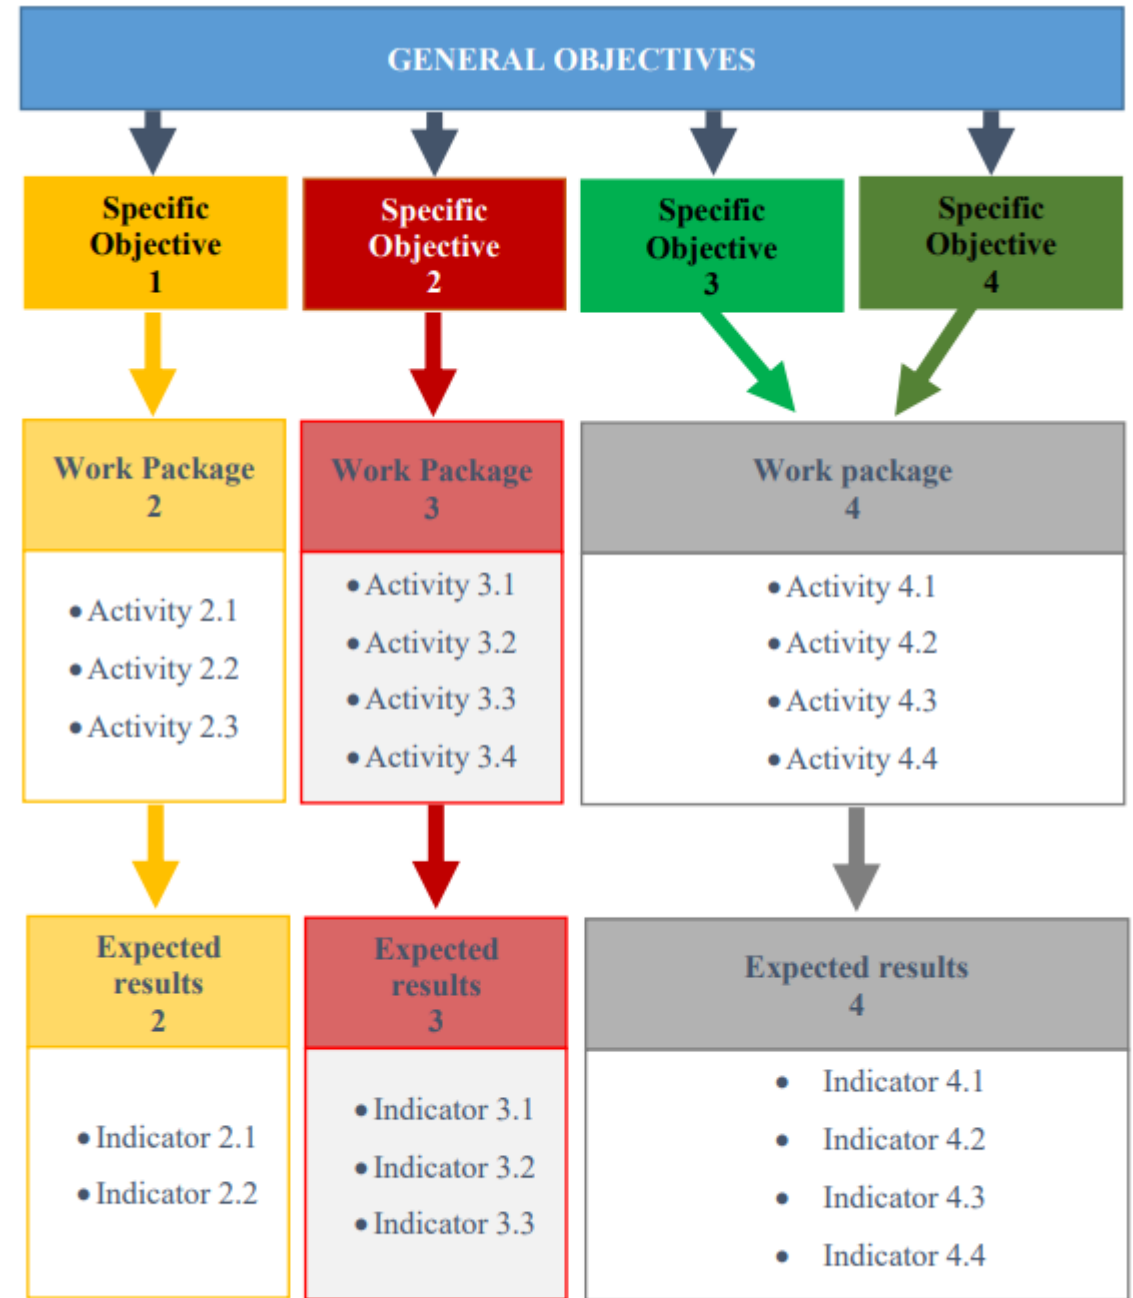 GENERAL OBJECTIVES
Specific
Objective
1
Specific
Objective
2
Specific
Objective
3
Specific
Objective
4
Work Package
2
• Activity 2.1
• Activity 2.2
• Activity 2.3
Work Package
3
• Activity 3.1
• Activity 3.2
• Activity 3.3
• Activity 3.4
Work package
4
• Activity 4.1
• Activity 4.2
• Activity 4.3
• Activity 4.4
Expected
results
2
• Indicator 2.1
• Indicator 2.2
Expected
results
3
• Indicator 3.1
• Indicator 3.2
• Indicator 3.3
Expected results
4
• Indicator 4.1
• Indicator 4.2
• Indicator 4.3
• Indicator 4.4